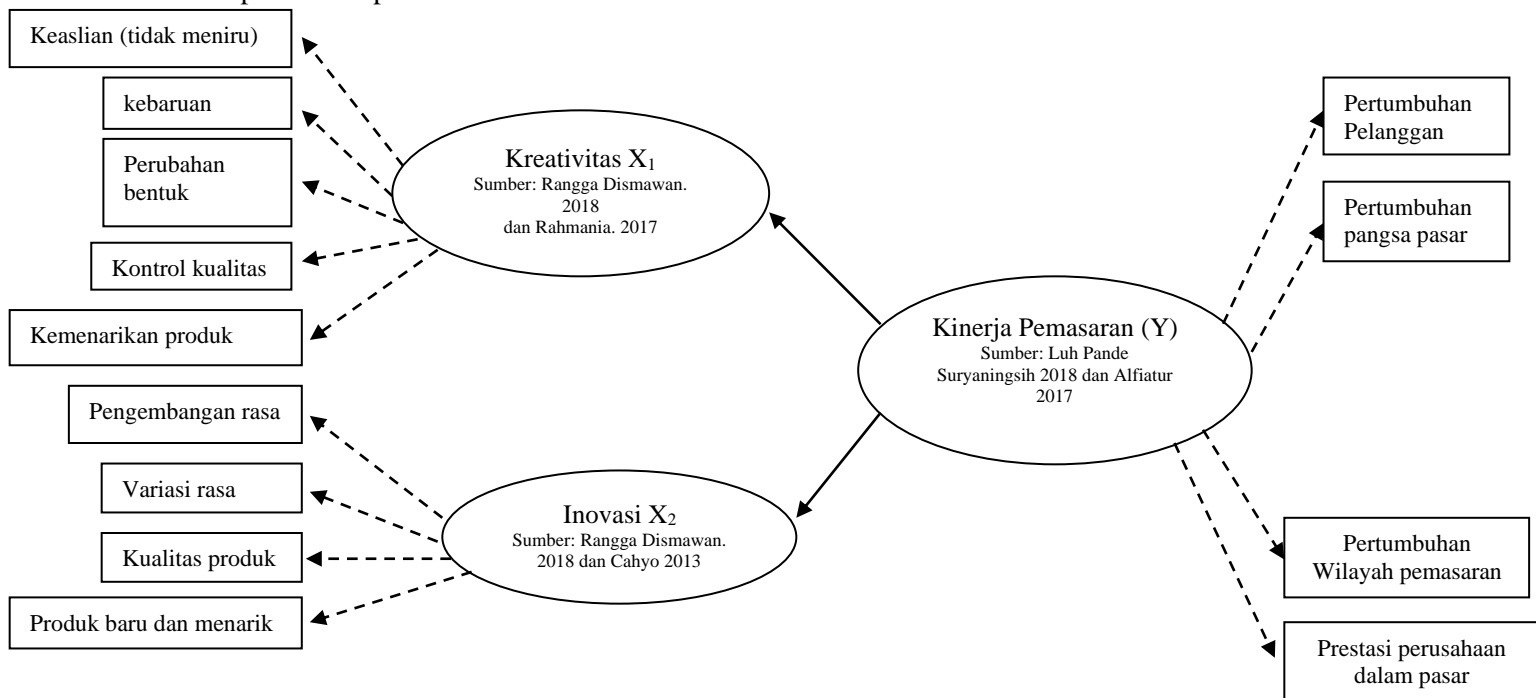 Keaslian (tidak meniru)
kebaruan
Perubahan
bentuk
Kontrol kualitas
Kemenarikan produk
Pengembangan rasa
Variasi rasa
Kualitas produk
Produk baru dan menarik
Kreativitas X₁
Sumber: Rangga Dismawan.
2018
dan Rahmania. 2017
Inovasi X₂
Sumber: Rangga Dismawan.
2018 dan Cahyo 2013
Kinerja Pemasaran (Y)
Sumber: Luh Pande
Suryaningsih 2018 dan Alfiatur
2017
Pertumbuhan
Pelanggan
Pertumbuhan
pangsa pasar
Pertumbuhan
Wilayah pemasaran
Prestasi perusahaan
dalam pasar